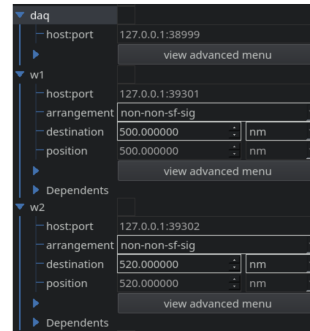 daq
host:port 127.0.0.1:38999
view advanced menu
w1
host:port 127.0.0.1:39301
arrangement non-non-sf-sig
destination 500.000000 nm
position 500.000000 nm
view advanced menu
Dependents
w2
host:port 127.0.0.1:39302
arrangement non-non-sf-sig
destination 520.000000 nm
position 520.000000 nm
view advanced menu
Dependents